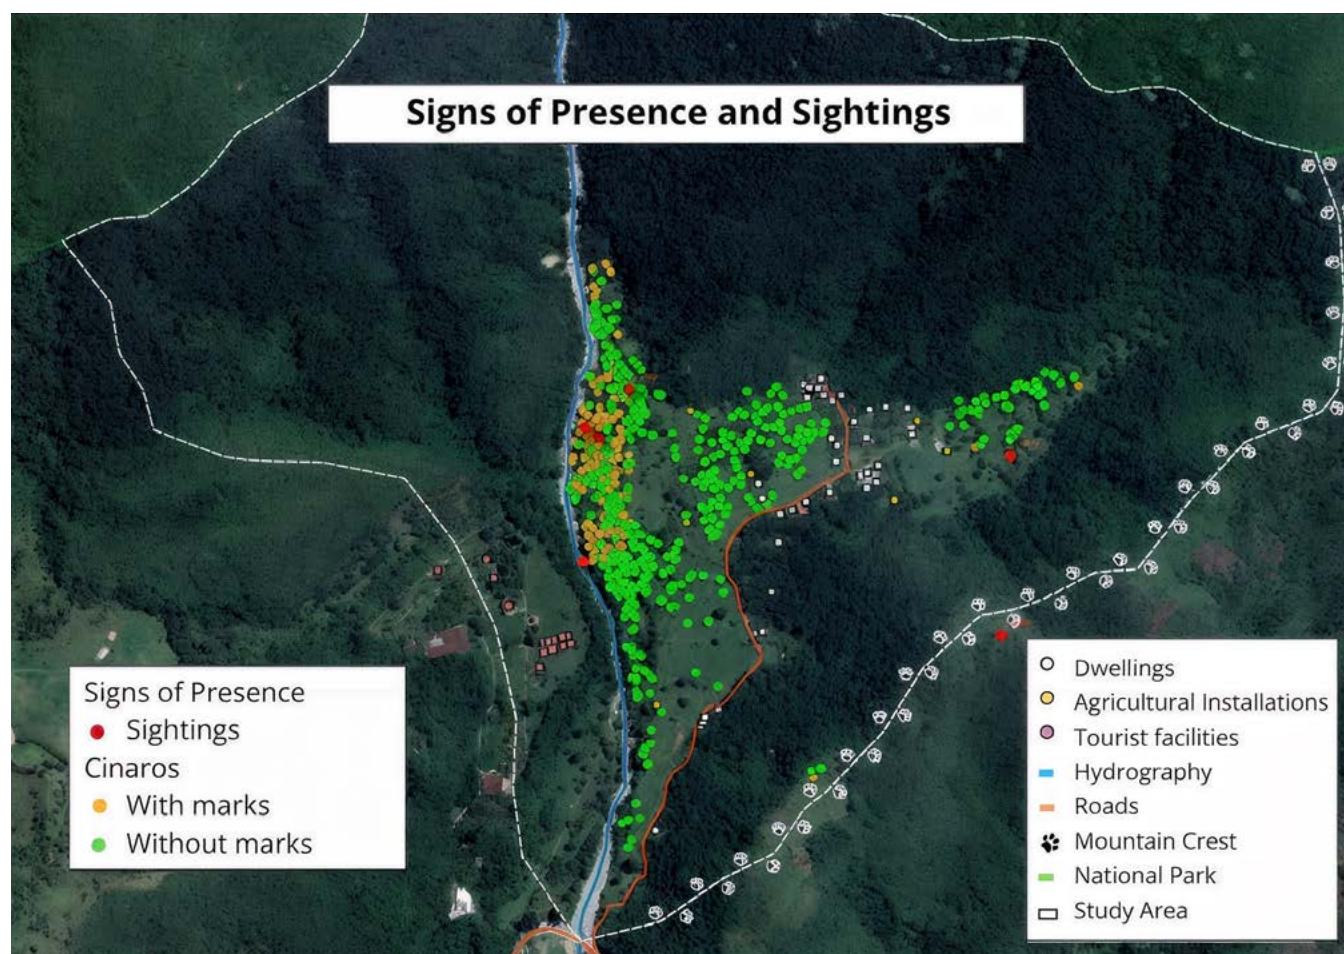 Signs of Presence and Sightings
Signs of Presence
Sightings
Cinaros
With marks
Without marks
Dwellings
Agricultural Installations
Tourist facilities
Hydrography
Roads
Mountain Crest
National Park
Study Area